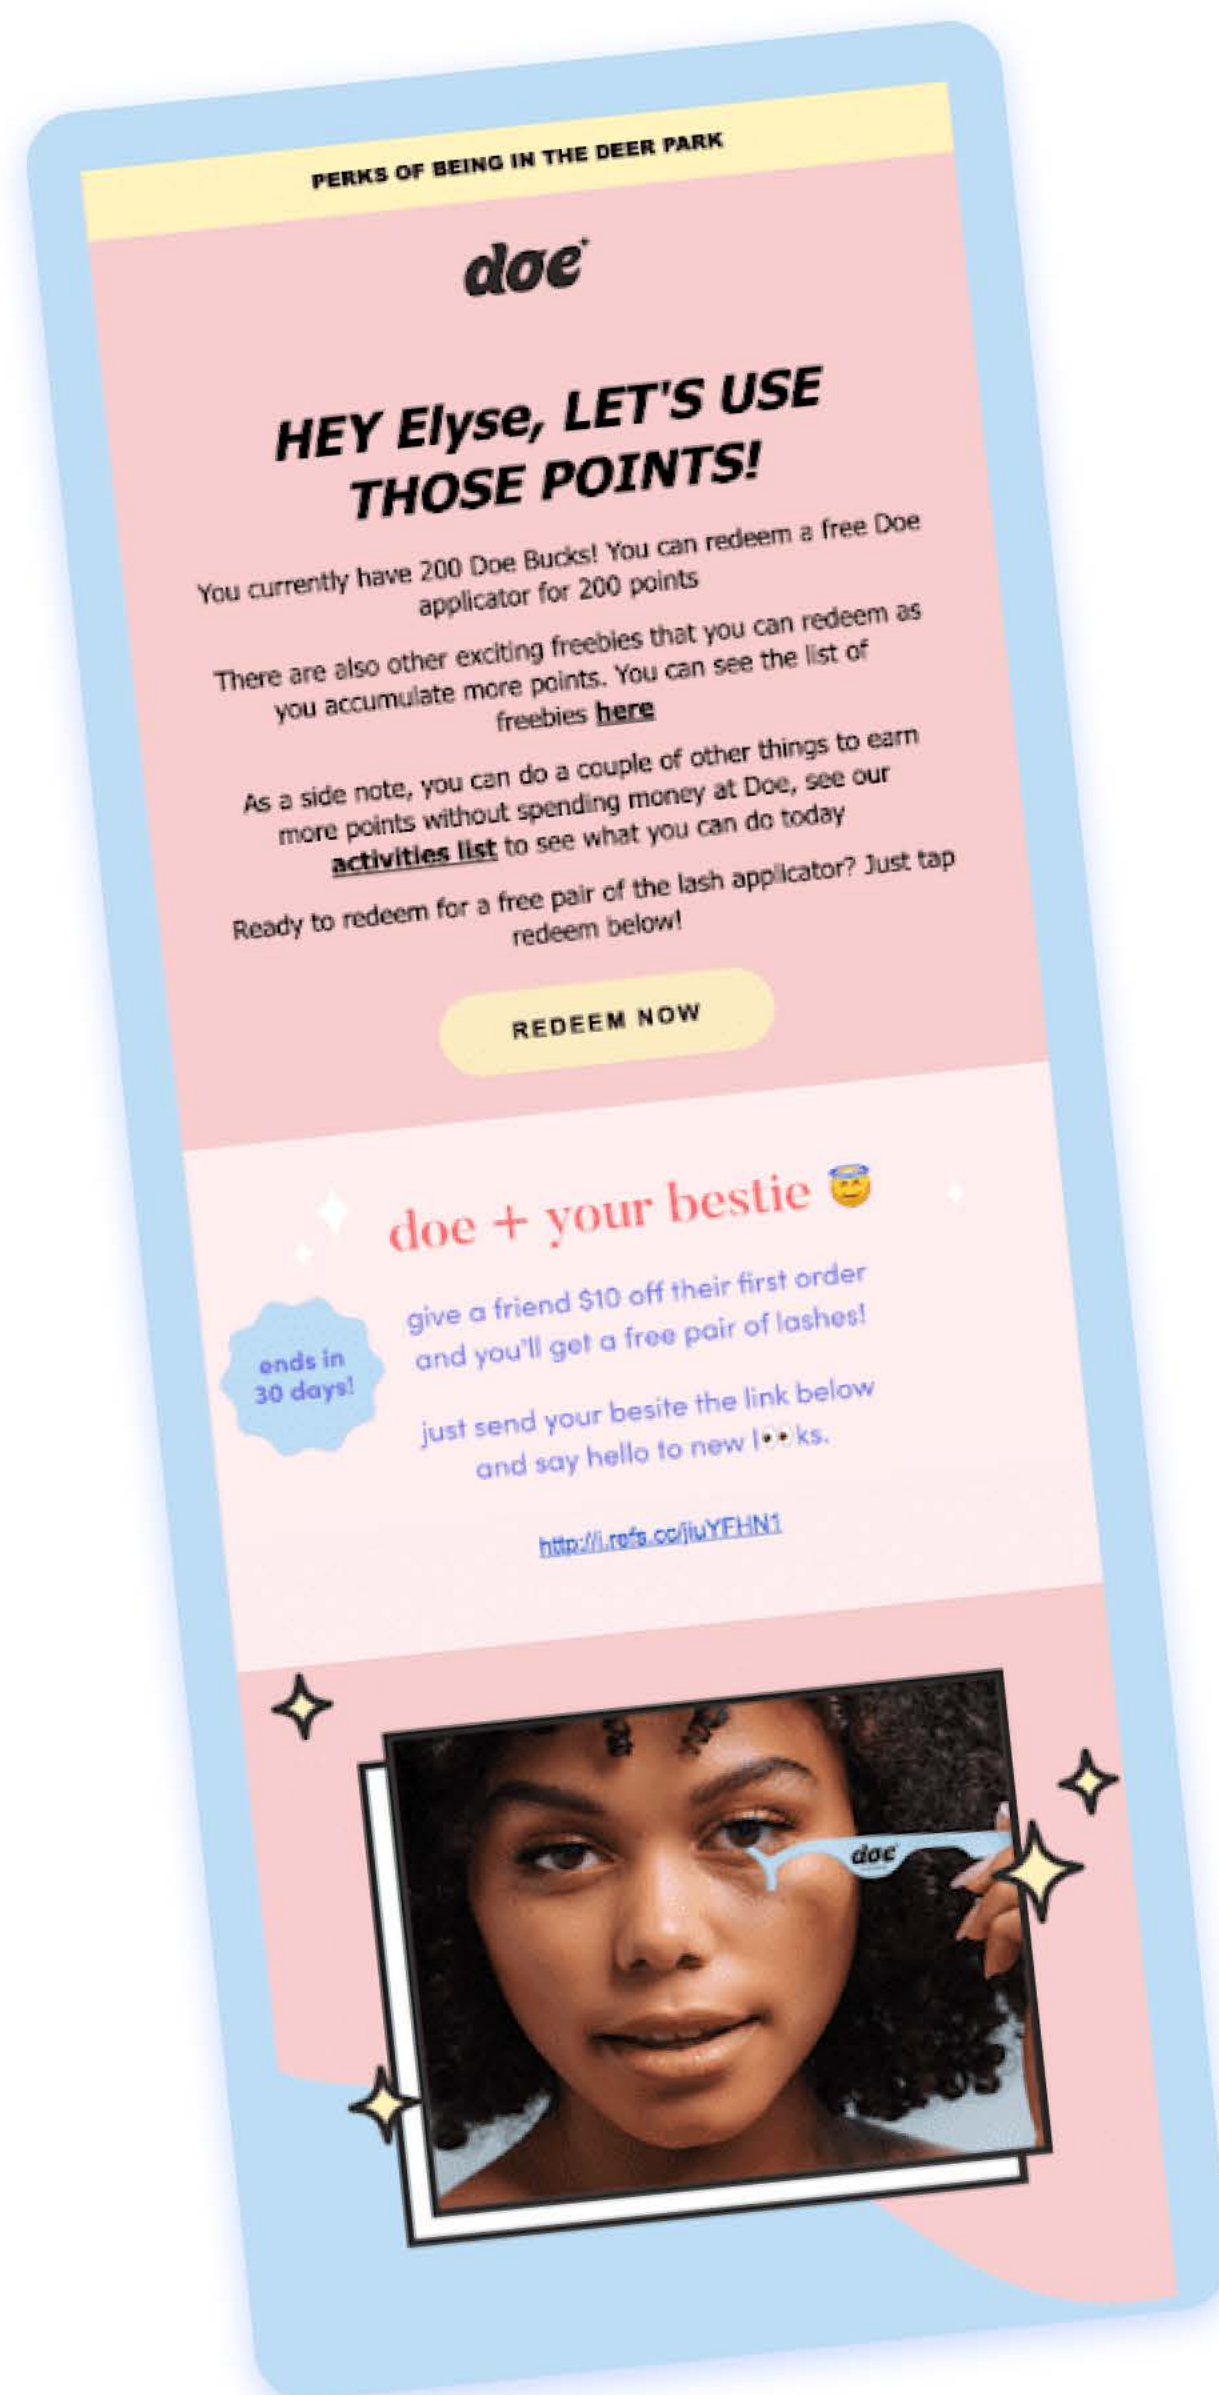 PERKS OF BEING IN THE DEER PARK
doe
HEY Elyse, LET'S USE
THOSE POINTS!
You currently have 200 Doe Bucks! You can redeem a free Doe
applicator for 200 points
There are also other exciting freebies that you can redeem as
you accumulate more points. You can see the list of
freebies here
As a side note, you can do a couple of other things to earn
more points without spending money at Doe, see our
activities list to see what you can do today
Ready to redeem for a free pair of the lash applicator? Just tap
redeem below!
REDEEM NOW
doe + your bestie 😇
give a friend $10 off their first order
and you'll get a free pair of lashes!
ends in
30 days!
just send your besite the link below
and say hello to new l👀ks.
http://i.refs.cc/jiuYFHN1
doe